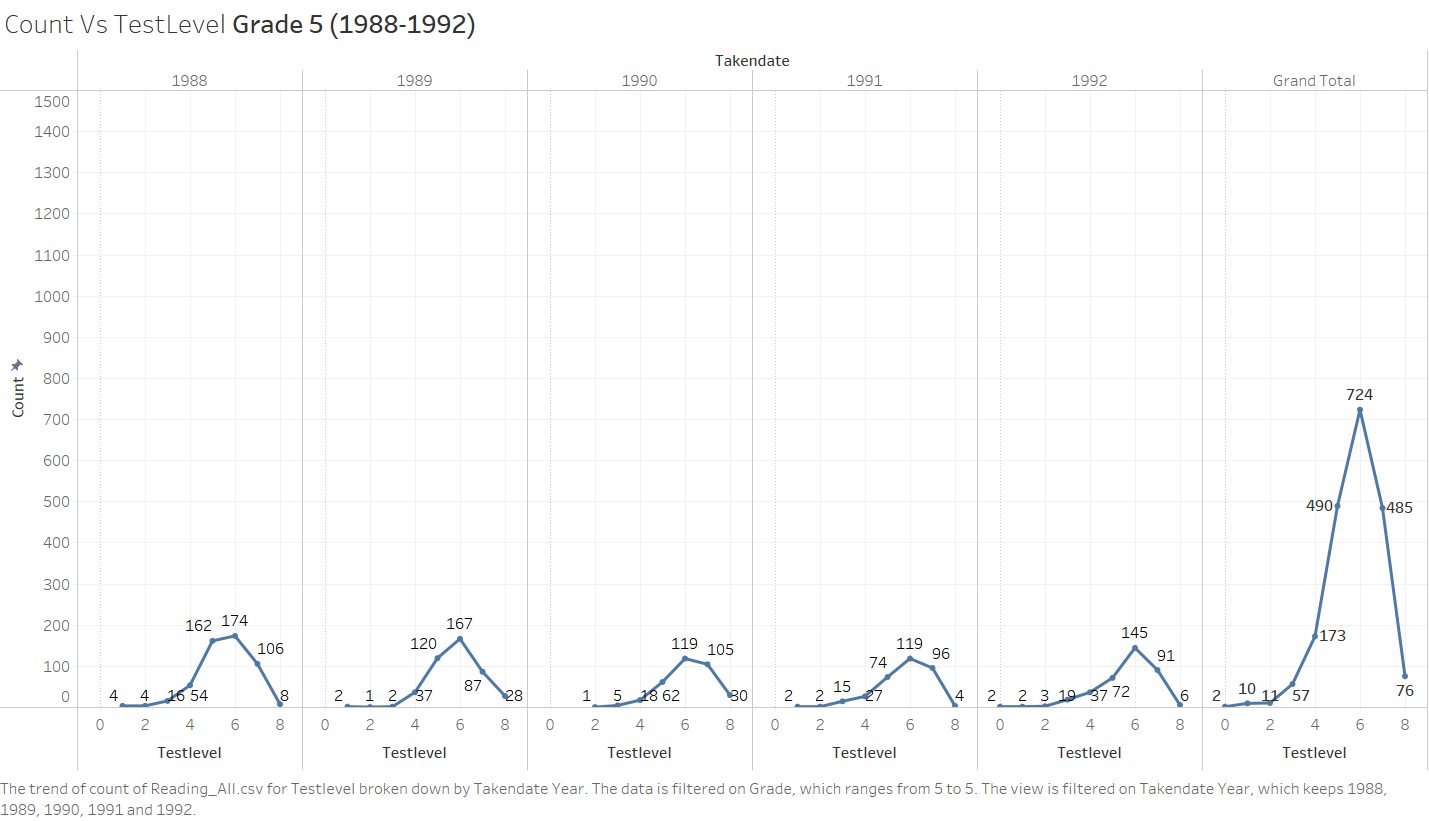 Count Vs TestLevel Grade 5 (1988-1992)
Takendate
1988 1989 1990 1991 1992 Grand Total
1500
1400
1300
1200
1100
1000
900
800
700
600
500
400
300
200
100
0
Count
4 4 16 54 162 174 106 8
2 1 2 37 120 167 87 28
1 5 18 62 119 105 30
2 2 15 27 74 119 96 4
2 2 3 19 37 72 145 91 6
2 10 11 57 173 490 724 485 76
0 2 4 6 8 0 2 4 6 8 0 2 4 6 8 0 2 4 6 8 0 2 4 6 8 0 2 4 6 8
Testlevel Testlevel Testlevel Testlevel Testlevel Testlevel
The trend of count of Reading_All.csv for Testlevel broken down by Takendate Year. The data is filtered on Grade, which ranges from 5 to 5. The view is filtered on Takendate Year, which keeps 1988,
1989, 1990, 1991 and 1992.